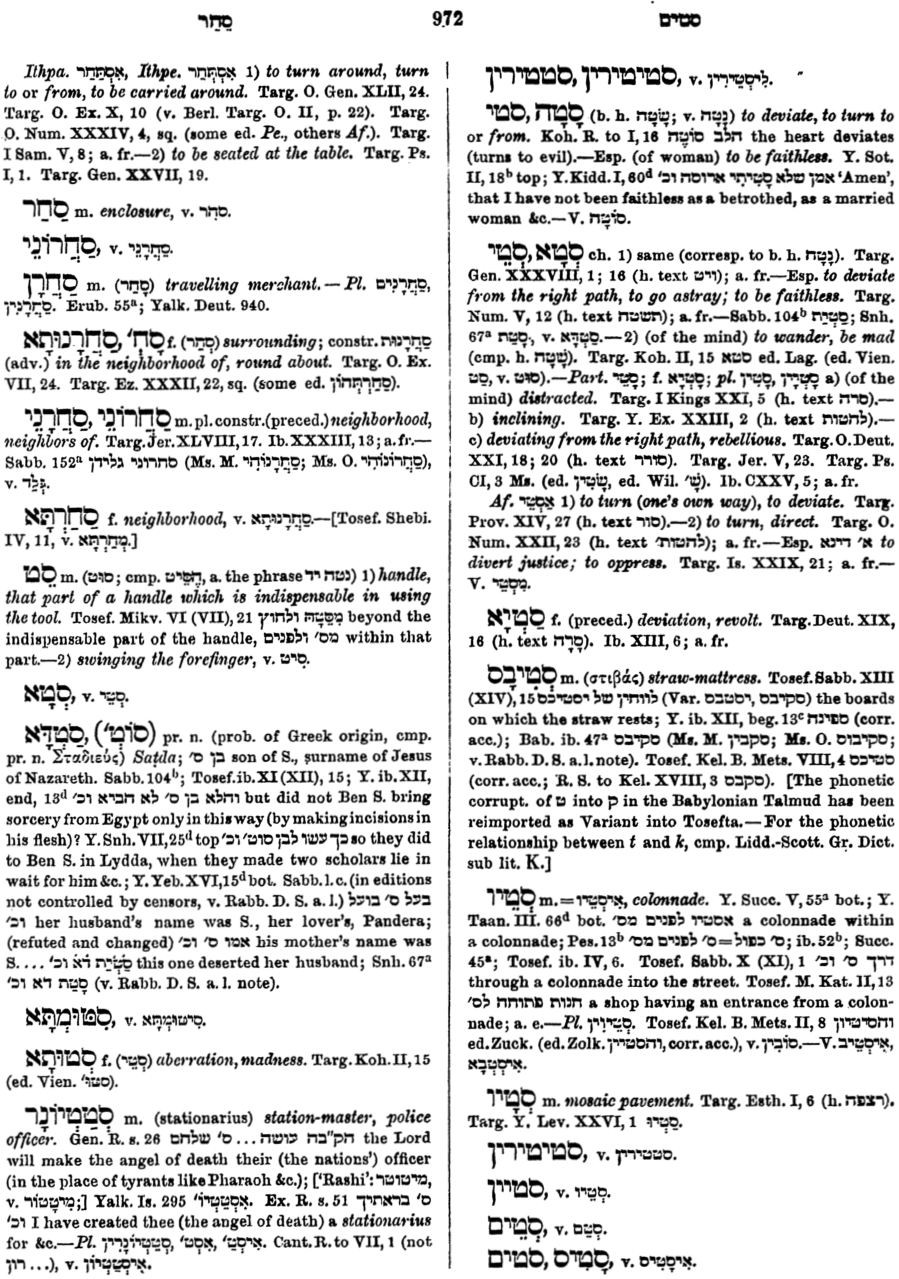 סָחַר
972
סטים
Ithpa. אִסְתַּחַר, Ithpe. אִסְתְּחַר 1) to turn around, turn
to or from, to be carried around. Targ. O. Gen. XLII, 24.
Targ. O. Ex. X, 10 (v. Berl. Targ. O. II, p. 22). Targ.
O. Num. XXXIV, 4, sq. (some ed. Pe., others Af.). Targ.
I Sam. V, 8; a. fr.—2) to be seated at the table. Targ. Ps.
I, 1. Targ. Gen. XXVII, 19.
סַחַר m. enclosure, v. סהר.
סַחֲרוֹנֵי, v. סַחֲרָנֵי.
סַחֲרָן m. (סָחַר) travelling merchant.—Pl. סַחֲרָנִים,
סַחֲרָנִין. Erub. 55ᵃ; Yalk. Deut. 940.
סַחֲרָנוּתָא, סְח׳ f. (סְחַר) surrounding; constr. סַחֲרָנוּת
(adv.) in the neighborhood of, round about. Targ. O. Ex.
VII, 24. Targ. Ez. XXXII, 22, sq. (some ed. סַחֲרָתְהוֹן).
סַחֲרוֹנֵי, סַחֲרָנֵי m. pl. constr. (preced.) neighborhood,
neighbors of. Targ. Jer. XLVIII, 17. Ib. XXXIII, 13; a. fr.—
Sabb. 152ᵃ סחרוני גלידן (Ms. M. סַחֲרָנוֹהִי; Ms. O. סַחֲרוֹנוֹהִי),
v. גְּלַד.
סַחַרְתָּא f. neighborhood, v. סַחֲרָנוּתָא.—[Tosef. Shebi.
IV, 11, v. מְחַרְתָּא.]
סֵט m. (סוּט; cmp. הֵסִיט, a. the phrase נטה יד) 1) handle,
that part of a handle which is indispensable in using
the tool. Tosef. Mikv. VI (VII), 21 מִסֵּטָהּ ולחוץ beyond the
indispensable part of the handle, מס׳ ולפנים within that
part.—2) swinging the forefinger, v. סִיט.
סְטָא, v. סְטֵי.
סַטְדָּא, (סוֹט׳) pr. n. (prob. of Greek origin, cmp.
pr. n. Σταδιεύς) Saṭda; בן ס׳ son of S., surname of Jesus
of Nazareth. Sabb. 104ᵇ; Tosef. ib. XI (XII), 15; Y. ib. XII,
end, 13ᵈ והלא בן ס׳ לא הביא וכ׳ but did not Ben S. bring
sorcery from Egypt only in this way (by making incisions in
his flesh)? Y. Snh. VII, 25ᵈ top כך עשו לבן סוט׳ וכ׳ so they did
to Ben S. in Lydda, when they made two scholars lie in
wait for him &c.; Y. Yeb. XVI, 15ᵈ bot. Sabb. l. c. (in editions
not controlled by censors, v. Rabb. D. S. a. l.) בעל ס׳ בועל
וכ׳ her husband's name was S., her lover's, Pandera;
(refuted and changed) אמו ס׳ וכ׳ his mother's name was
S. ... סְטָיַת דא וכ׳ this one deserted her husband; Snh. 67ᵃ
סָטַת דא וכ׳ (v. Rabb. D. S. a. l. note).
סְטוּמְתָּא, v. סִיטוּמְתָּא.
סְטוּתָא f. (סְטֵי) aberration, madness. Targ. Koh. II, 15
(ed. Vien. סטו׳).
סְטַטְיוֹנָר m. (stationarius) station-master, police
officer. Gen. R. s. 26 הק״בה עושה ... ס׳ שלהם the Lord
will make the angel of death their (the nations') officer
(in the place of tyrants like Pharaoh &c.); ['Rashi': מיטוטר,
v. מִיטָטוֹר;] Yalk. Is. 295 אִסְטַטְיוֹ׳. Ex. R. s. 51 ס׳ בראתיך
וכ׳ I have created thee (the angel of death) a stationarius
for &c.—Pl. סְטַטְיוֹנָרִין, אִסְט׳, אִיסְט׳. Cant. R. to VII, 1 (not
רון ...), v. אִיסְטַטְיוֹן.
סטיטירין, סטטירין, v. לִיסְטֵירִין.
סָטָה, סטי (b. h. שָׂטָה; v. נָטָה) to deviate, to turn to
or from. Koh. R. to I, 16 הלב סוֹטֶה the heart deviates
(turns to evil).—Esp. (of woman) to be faithless. Y. Sot.
II, 18ᵇ top; Y. Kidd. I, 60ᵈ אמן שלא סָטִיתִי ארוסה וכ׳ 'Amen',
that I have not been faithless as a betrothed, as a married
woman &c.—V. סוֹטָה.
סְטָא, סְטֵי ch. 1) same (corresp. to b. h. נָטָה). Targ.
Gen. XXXVIII, 1; 16 (h. text ויט); a. fr.—Esp. to deviate
from the right path, to go astray; to be faithless. Targ.
Num. V, 12 (h. text תשטה); a. fr.—Sabb. 104ᵇ סְטָיַת; Snh.
67ᵃ סָטַת, v. סַטְדָּא.—2) (of the mind) to wander, be mad
(cmp. h. שָׁטָה). Targ. Koh. II, 15 סטא ed. Lag. (ed. Vien.
סט, v. סוט).—Part. סָטֵי; f. סָטְיָא; pl. סָטַיִן, סָטָן a) (of the
mind) distracted. Targ. I Kings XXI, 5 (h. text סרה).—
b) inclining. Targ. Y. Ex. XXIII, 2 (h. text לנטות).—
c) deviating from the right path, rebellious. Targ. O. Deut.
XXI, 18; 20 (h. text סורר). Targ. Jer. V, 23. Targ. Ps.
CI, 3 Ms. (ed. שָׂטִין, ed. Wil. שָׁ׳). Ib. CXXV, 5; a. fr.
Af. אַסְטֵי 1) to turn (one's own way), to deviate. Targ.
Prov. XIV, 27 (h. text סור).—2) to turn, direct. Targ. O.
Num. XXII, 23 (h. text להטות׳); a. fr.—Esp. א׳ דינא to
divert justice; to oppress. Targ. Is. XXIX, 21; a. fr.—
V. מַסְטֵי.
סַטְיָא f. (preced.) deviation, revolt. Targ. Deut. XIX,
16 (h. text סָרָה). Ib. XIII, 6; a. fr.
סְטִיבָס m. (στιβάς) straw-mattress. Tosef. Sabb. XIII
(XIV), 15 לווחין של יסטיכס (Var. סקיבס, יסטבס) the boards
on which the straw rests; Y. ib. XII, beg. 13ᶜ ספינה (corr.
acc.); Bab. ib. 47ᵃ סקיבס (Ms. M. סקבין; Ms. O. סקיבוס;
v. Rabb. D. S. a. l. note). Tosef. Kel. B. Mets. VIII, 4 סטיכס
(corr. acc.; R. S. to Kel. XVIII, 3 סקבס). [The phonetic
corrupt. of ט into ק in the Babylonian Talmud has been
reimported as Variant into Tosefta.—For the phonetic
relationship between t and k, cmp. Lidd.-Scott. Gr. Dict.
sub lit. K.]
סְטָיו m.=אִיסְטְיו, colonnade. Y. Succ. V, 55ᵃ bot.; Y.
Taan. III. 66ᵈ bot. אסטיו לפנים מס׳ a colonnade within
a colonnade; Pes. 13ᵇ ס׳ כפול=ס׳ לפנים מס׳; ib. 52ᵇ; Succ.
45ᵃ; Tosef. ib. IV, 6. Tosef. Sabb. X (XI), 1 דרך ס׳ וכ׳
through a colonnade into the street. Tosef. M. Kat. II, 13
חנות פתוחה לס׳ a shop having an entrance from a colon-
nade; a. e.—Pl. סְטָיוִין. Tosef. Kel. B. Mets. II, 8 והסיטיון
ed. Zuck. (ed. Zolk. והסטיין, corr. acc.), v. סוֹבִין.—V. אִיסְטֵיב,
אִיסְטְבָא.
סְטָיו m. mosaic pavement. Targ. Esth. I, 6 (h. רצפה).
Targ. Y. Lev. XXVI, 1 סְטָיו.
סטיטירין, v. סטטירין.
סטיין, v. סְטָיו.
סְטֵים, v. סְטַם.
סָטִיס, סטים, v. אִיסָטִיס.